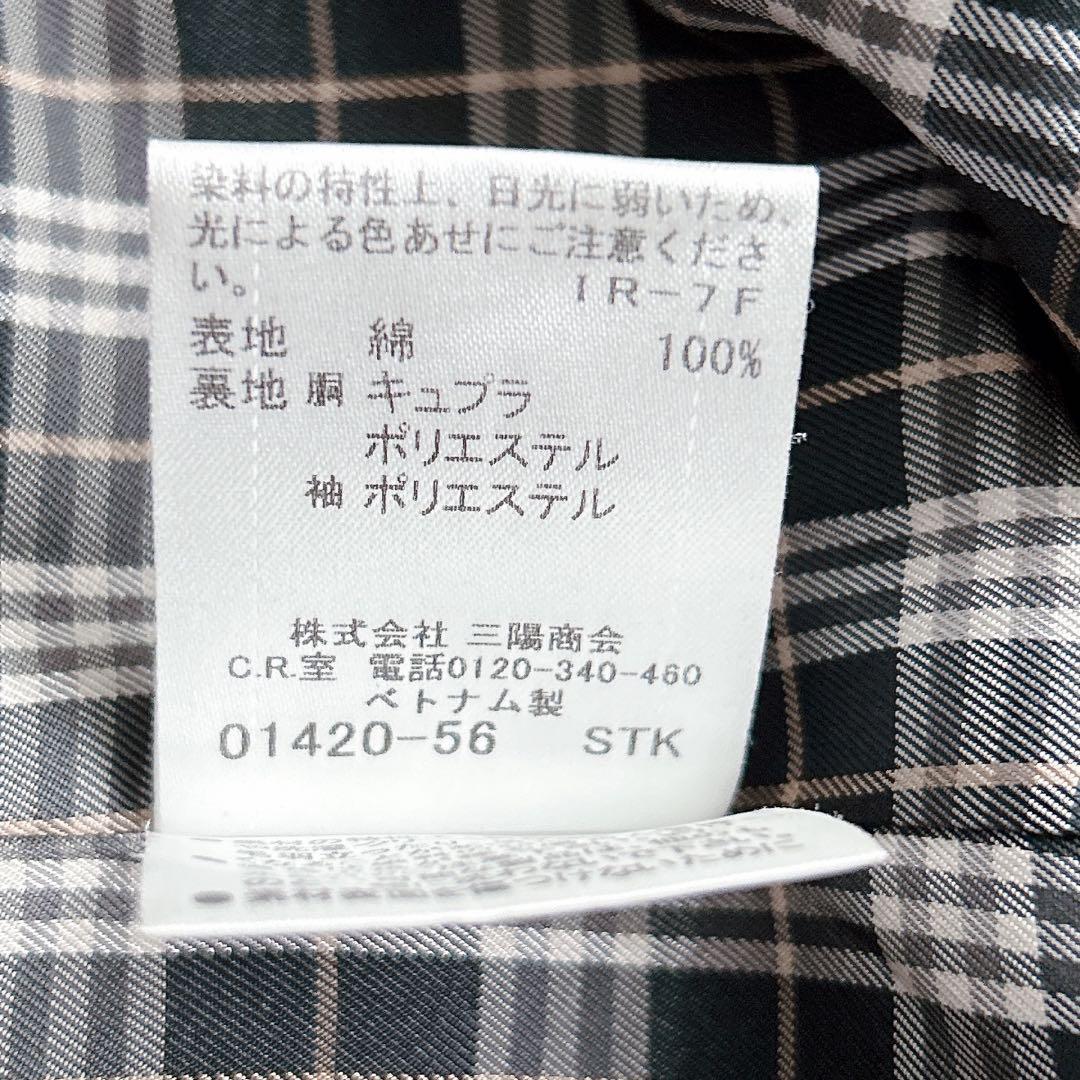 染料の特性上、日光に弱いため、
光による色あせにご注意くださ
い。 IR-7F
表地 綿 100%
裏地 胴 キュプラ
ポリエステル
袖 ポリエステル
株式会社 三陽商会
C.R.室 電話0120-340-460
ベトナム製
01420-56 STK